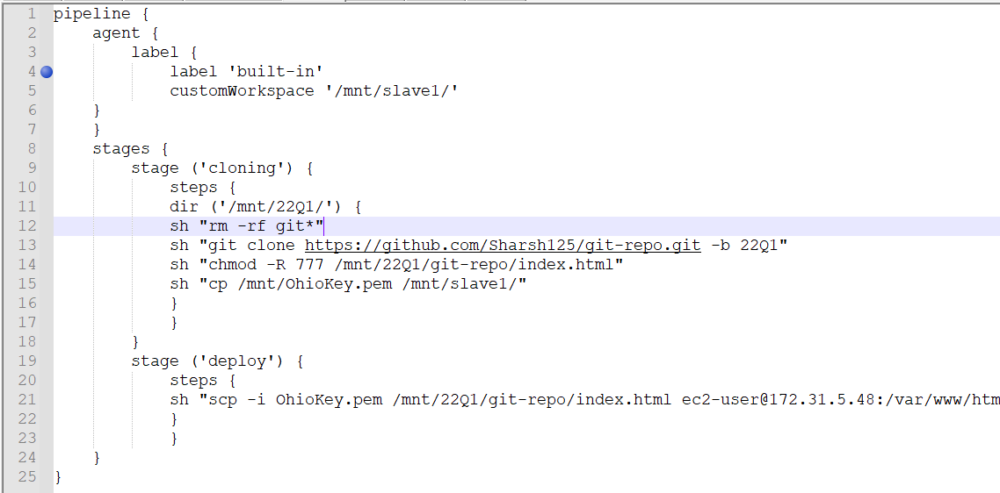 1 pipeline {
2 agent {
3 label {
4 label 'built-in'
5 customWorkspace '/mnt/slave1/'
6 }
7 }
8 stages {
9 stage ('cloning') {
10 steps {
11 dir ('/mnt/22Q1/') {
12 sh "rm -rf git*"
13 sh "git clone https://github.com/Sharsh125/git-repo.git -b 22Q1"
14 sh "chmod -R 777 /mnt/22Q1/git-repo/index.html"
15 sh "cp /mnt/OhioKey.pem /mnt/slave1/"
16 }
17 }
18 }
19 stage ('deploy') {
20 steps {
21 sh "scp -i OhioKey.pem /mnt/22Q1/git-repo/index.html ec2-user@172.31.5.48:/var/www/htm
22 }
23 }
24 }
25 }